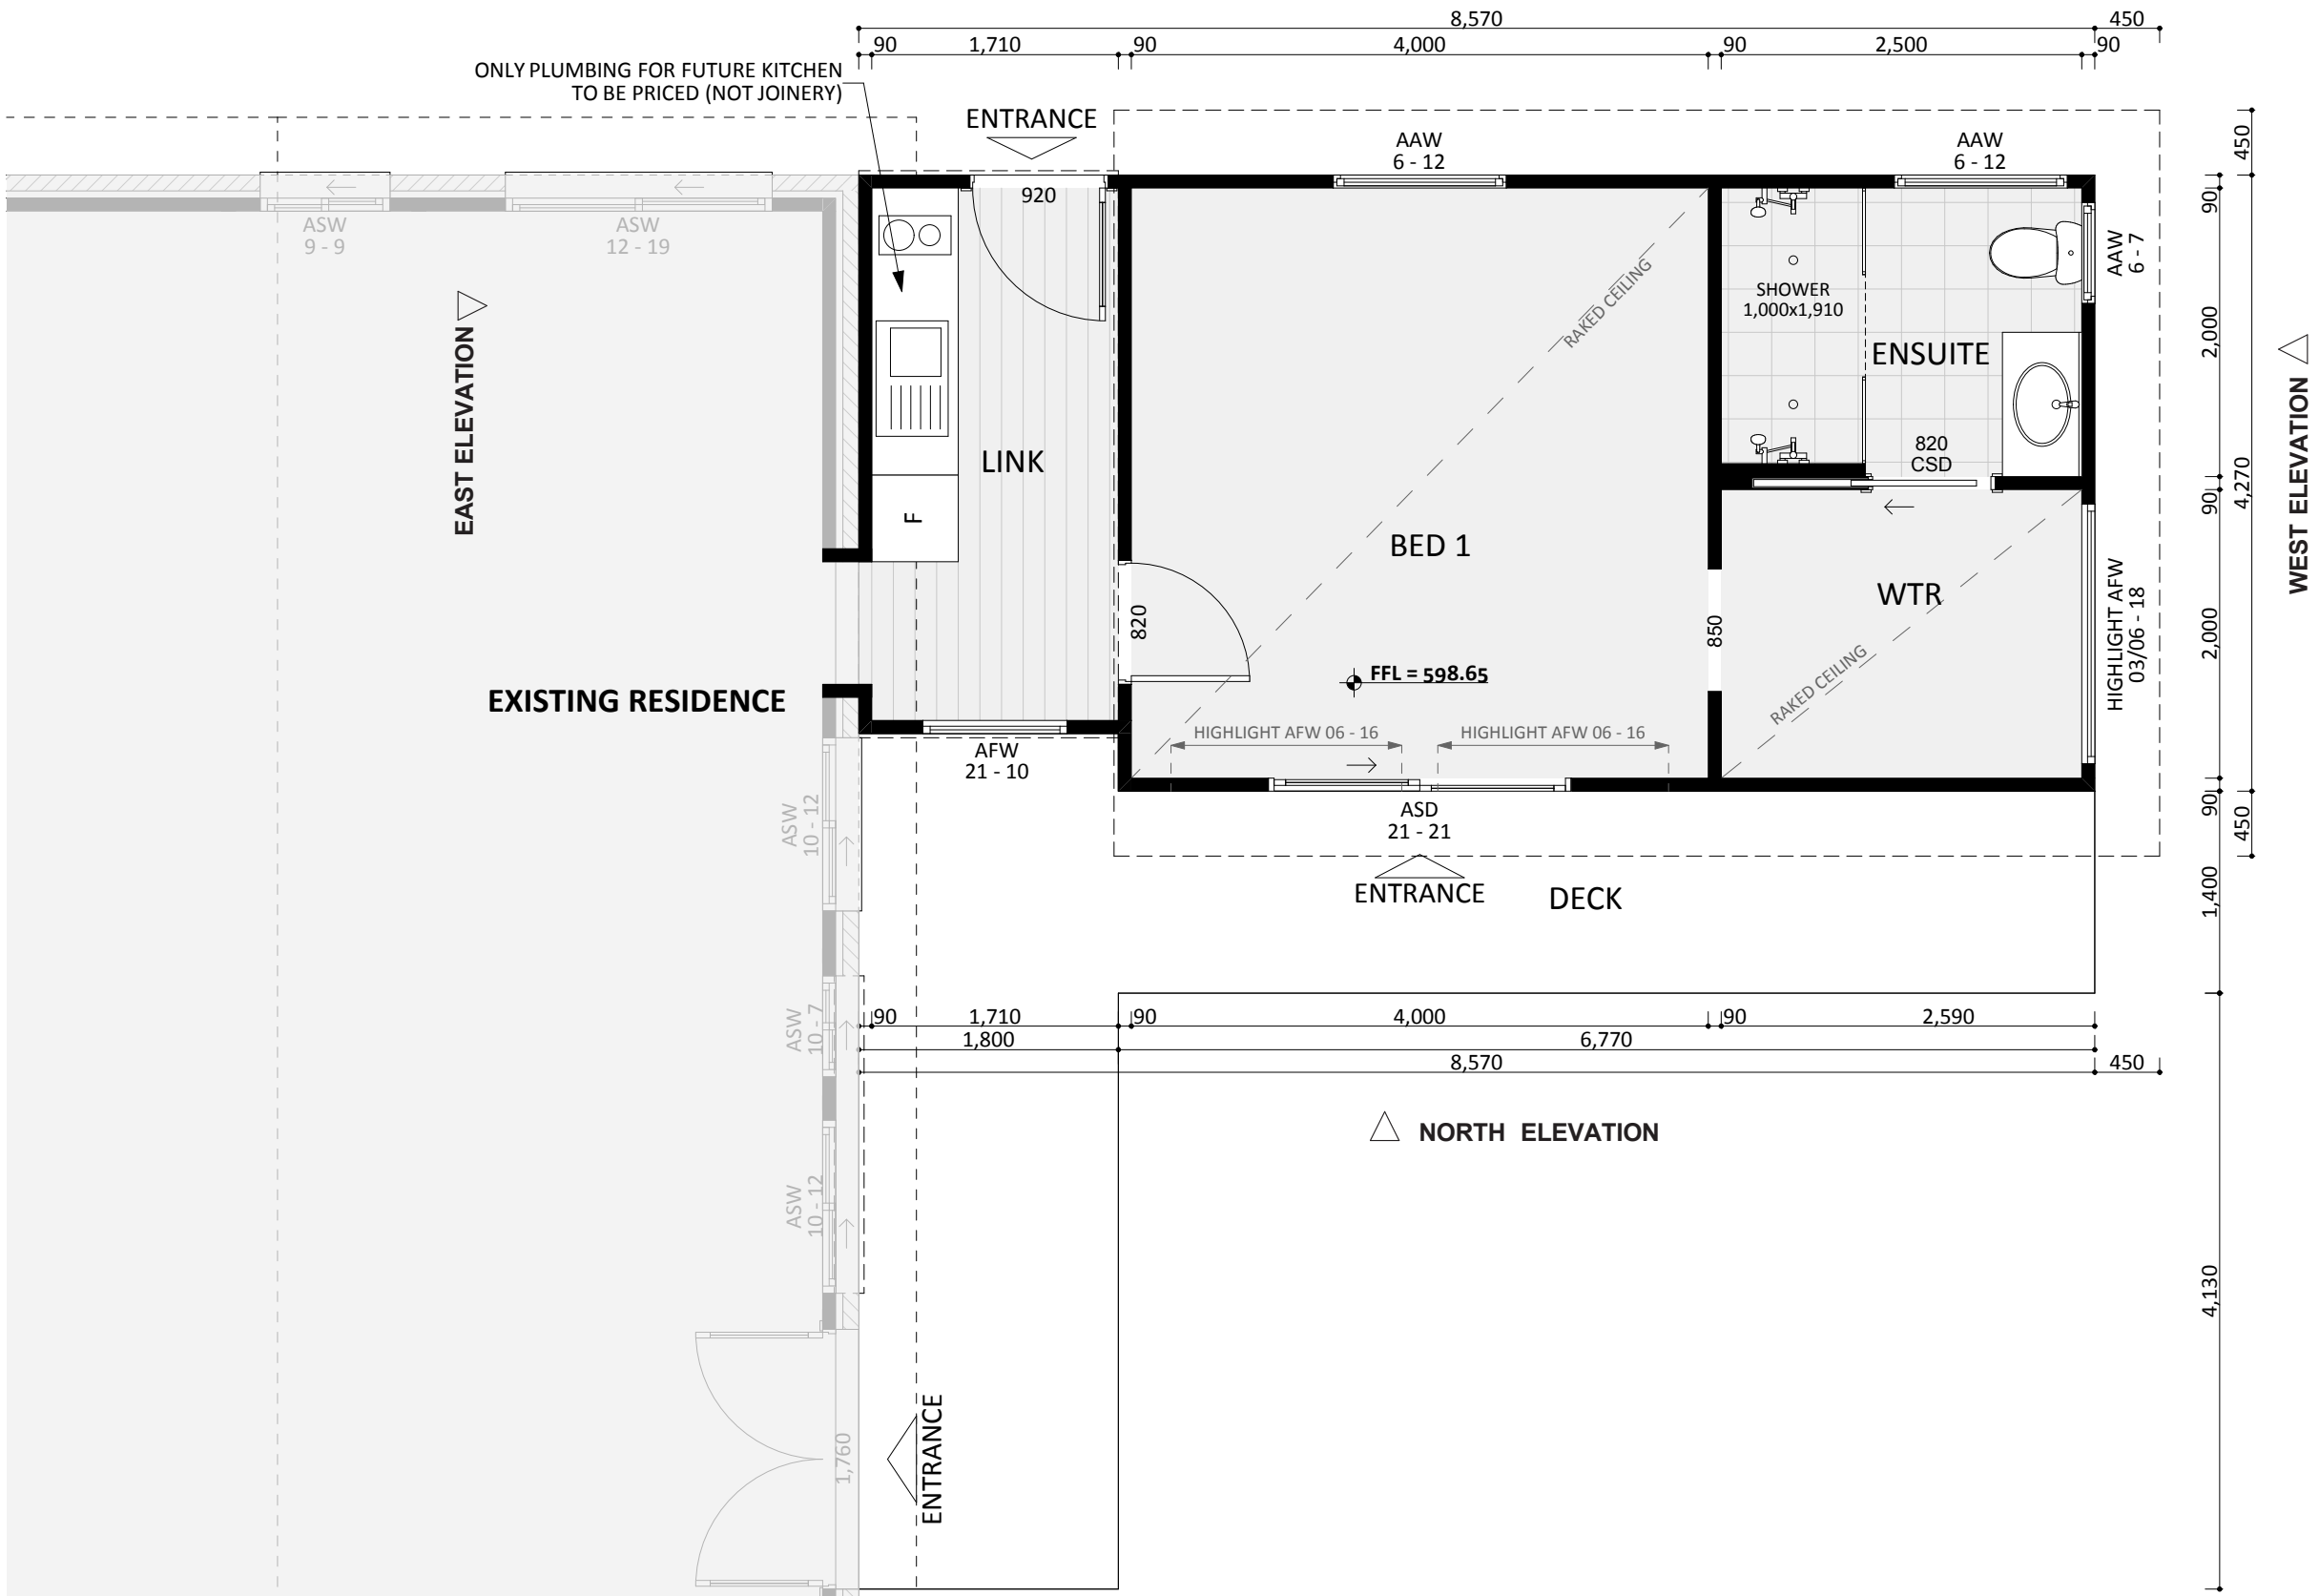 8,570
450
90
1,710
90
4,000
90
2,500
90
ONLY PLUMBING FOR FUTURE KITCHEN
TO BE PRICED (NOT JOINERY)
ENTRANCE
AAW
6 - 12
AAW
6 - 12
450
ASW
9 - 9
ASW
12 - 19
920
90
AAW
6 - 7
SHOWER
1,000x1,910
RAKED CEILING
EAST ELEVATION
ENSUITE
2,000
WEST ELEVATION
LINK
820
CSD
F
90
4,270
BED 1
WTR
HIGHLIGHT AFW
03/06 - 18
820
850
2,000
FFL = 598.65
EXISTING RESIDENCE
RAKED CEILING
HIGHLIGHT AFW 06 - 16
HIGHLIGHT AFW 06 - 16
AFW
21 - 10
ASD
21 - 21
90
450
ASW
10 - 12
ENTRANCE
DECK
1,400
ASW
10 - 7
90
1,710
90
4,000
90
2,590
1,800
6,770
8,570
450
NORTH ELEVATION
ASW
10 - 12
4,130
1,760
ENTRANCE